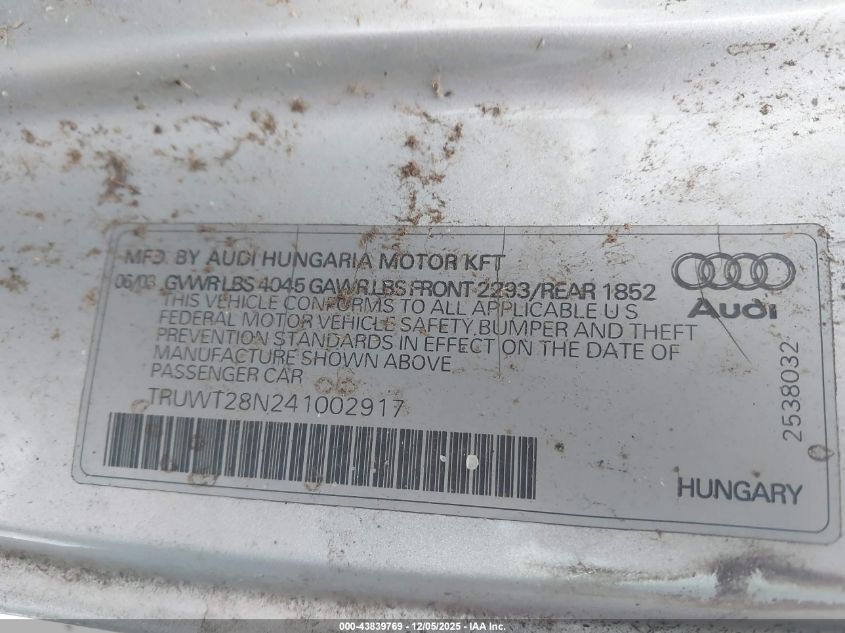 MFD. BY AUDI HUNGARIA MOTOR KFT
06/03 GVWR LBS 4045 GAWR LBS FRONT 2293/REAR 1852
THIS VEHICLE CONFORMS TO ALL APPLICABLE U S
FEDERAL MOTOR VEHICLE SAFETY, BUMPER AND THEFT
PREVENTION STANDARDS IN EFFECT ON THE DATE OF
MANUFACTURE SHOWN ABOVE
PASSENGER CAR
TRUWT28N241002917
Audi
2538032
HUNGARY
000-43839769 - 12/05/2025 - IAA Inc.